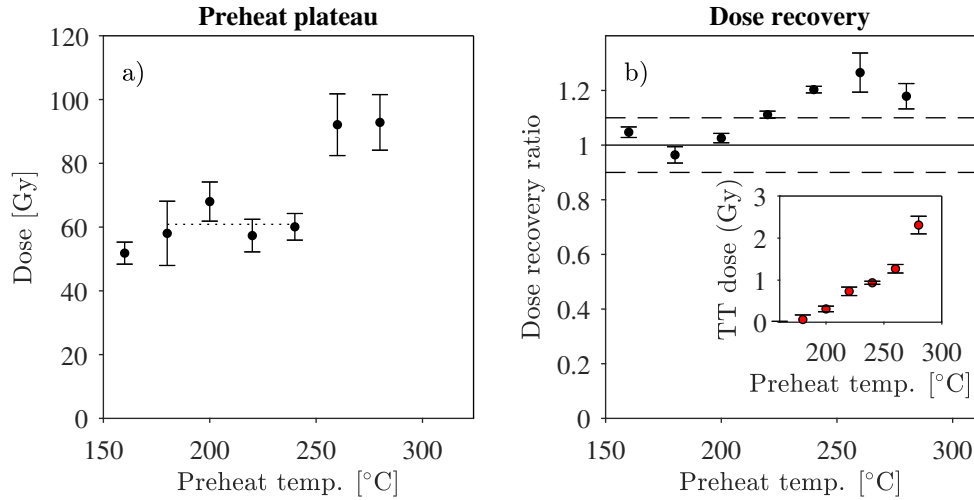 Preheat plateau
a)
Dose [Gy]
120
100
80
60
40
20
0
150
200
250
300
Preheat temp. [°C]
Dose recovery
b)
Dose recovery ratio
1.2
1
0.8
0.6
0.4
0.2
0
150
200
250
300
Preheat temp. [°C]
TT dose (Gy)
3
2
1
0
200
250
300
Preheat temp. [°C]